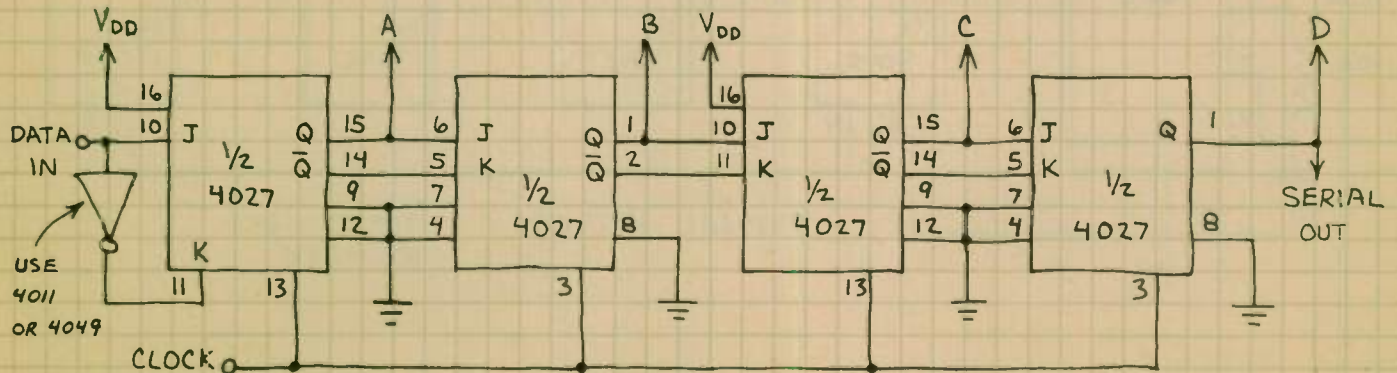 VDD A B VDD C D
16 16
DATA 10 J Q 15 6 J Q 1 10 J Q 15 6 J Q 1
IN 1/2 Q̅ 14 5 K Q̅ 2 11 K 1/2 Q̅ 14 5 K
4027 9 7 1/2 4027 9 7 1/2 SERIAL
12 4 4027 8 12 4 4027 8 OUT
USE K
4011 11 13 3 13 3
OR 4049
CLOCK